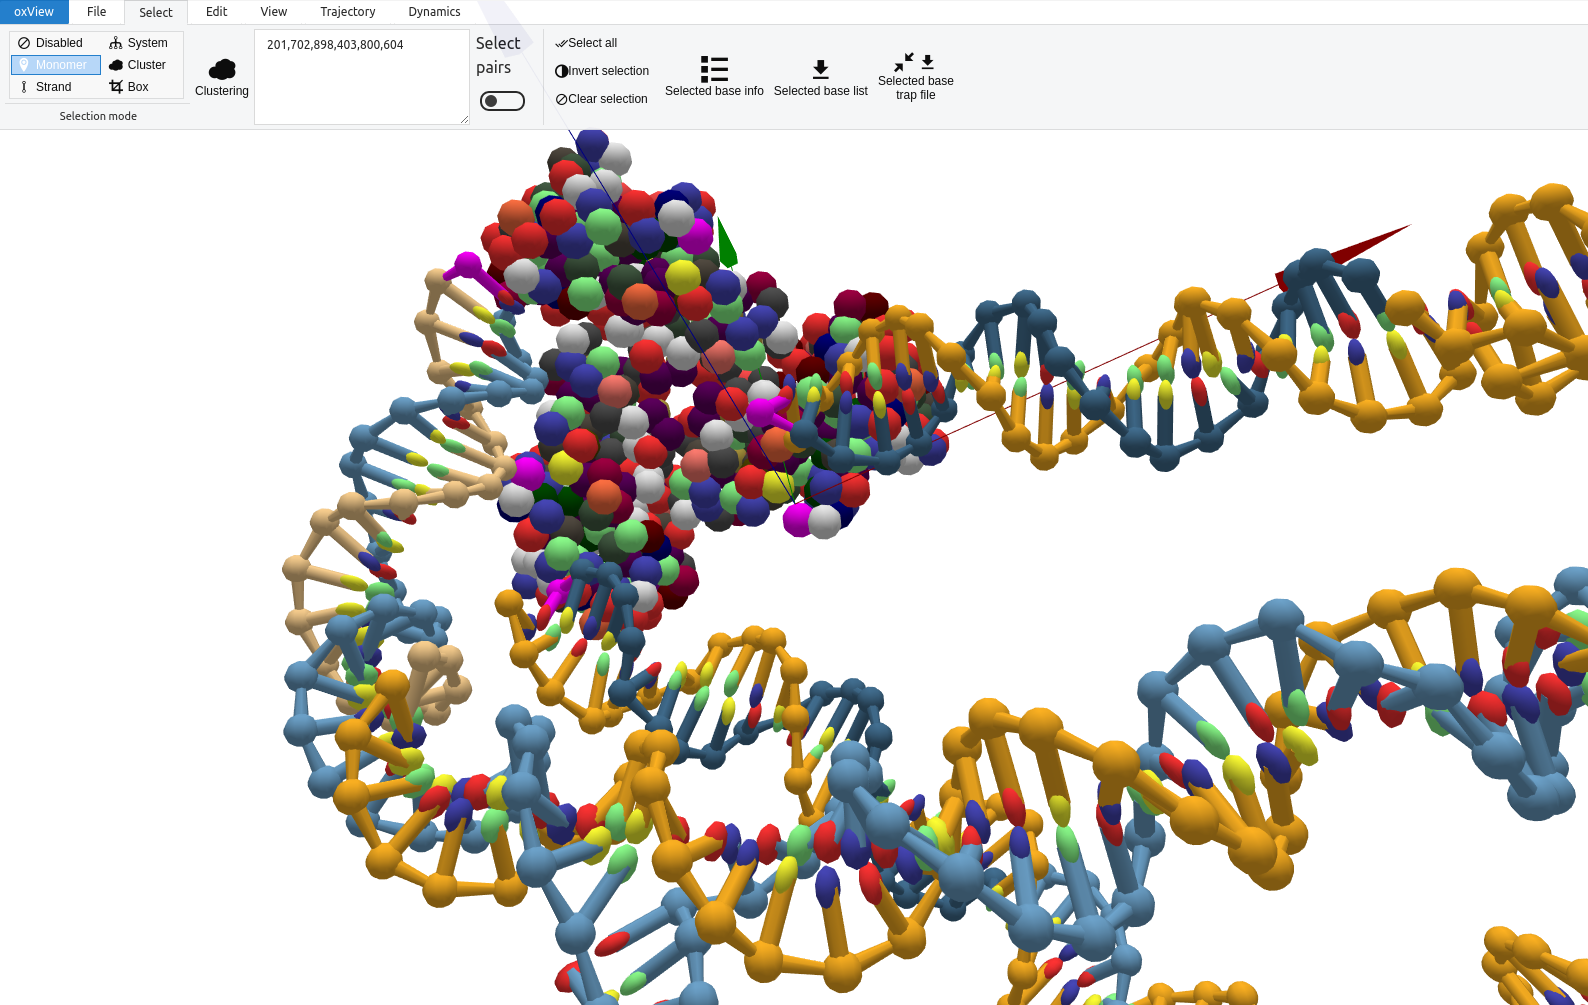 oxView File Select Edit View Trajectory Dynamics
Disabled System
Monomer Cluster
Strand Box
Selection mode
Clustering
201,702,898,403,800,604
Select
pairs
Select all
Invert selection
Clear selection
Selected base info
Selected base list
Selected base
trap file